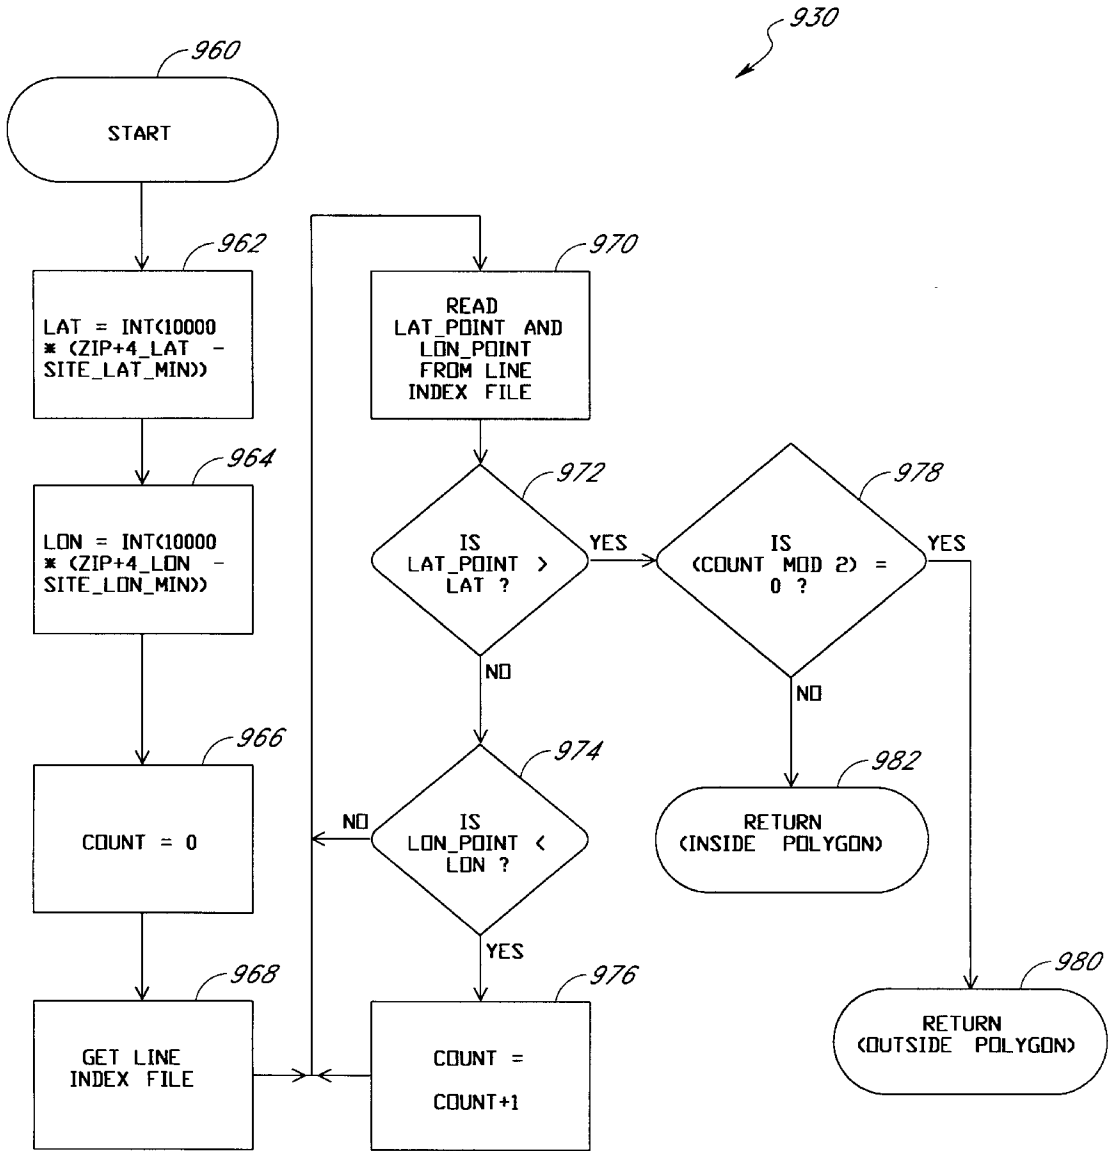 930
960
START
962
LAT = INT(10000
* (ZIP+4_LAT -
SITE_LAT_MIN))
964
LON = INT(10000
* (ZIP+4_LON -
SITE_LON_MIN))
966
COUNT = 0
968
GET LINE
INDEX FILE
970
READ
LAT_POINT AND
LON_POINT
FROM LINE
INDEX FILE
972
IS
LAT_POINT >
LAT ?
YES
NO
974
IS
LON_POINT <
LON ?
NO
YES
976
COUNT =
COUNT+1
978
IS
(COUNT MOD 2) =
0 ?
YES
NO
982
RETURN
(INSIDE POLYGON)
980
RETURN
(OUTSIDE POLYGON)